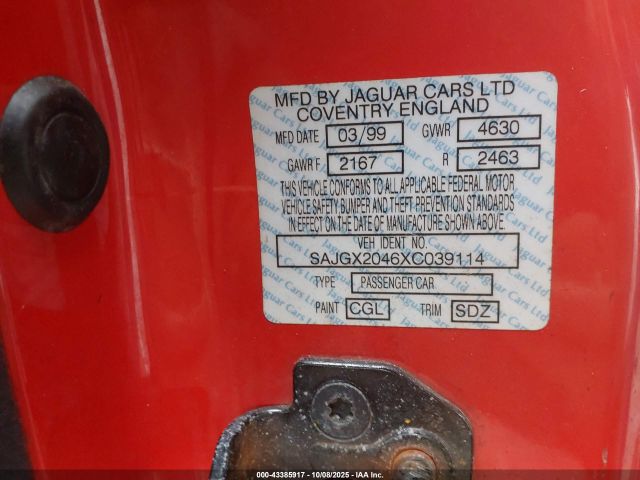 MFD BY JAGUAR CARS LTD
COVENTRY ENGLAND
MFD DATE 03/99 GVWR 4630
GAWR F 2167 R 2463
THIS VEHICLE CONFORMS TO ALL APPLICABLE FEDERAL MOTOR
VEHICLE SAFETY BUMPER AND THEFT PREVENTION STANDARDS
IN EFFECT ON THE DATE OF MANUFACTURE SHOWN ABOVE.
VEH IDENT NO.
SAJGX2046XC039114
TYPE PASSENGER CAR
PAINT CGL TRIM SDZ
000-43385917 - 10/08/2025 - IAA Inc.